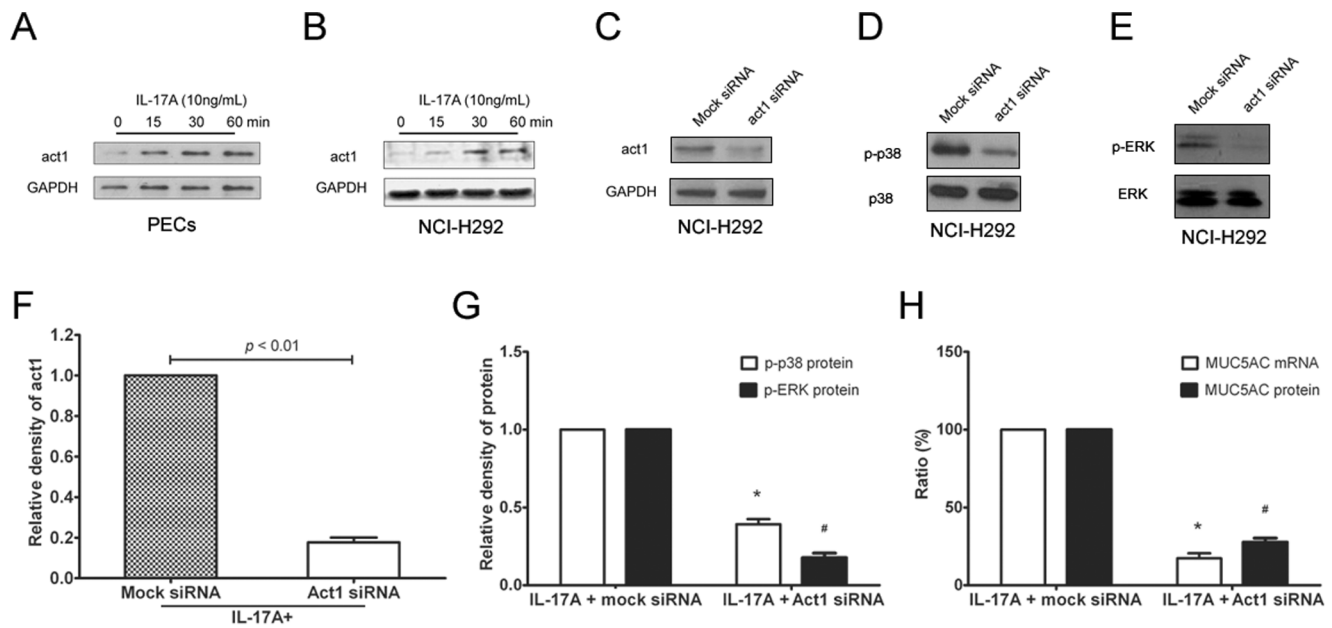 A
IL-17A (10ng/mL)
0 15 30 60 min
act1
GAPDH
PECs
B
IL-17A (10ng/mL)
0 15 30 60 min
act1
GAPDH
NCI-H292
C
Mock siRNA
act1 siRNA
act1
GAPDH
NCI-H292
D
Mock siRNA
act1 siRNA
p-p38
p38
NCI-H292
E
Mock siRNA
act1 siRNA
p-ERK
ERK
NCI-H292
F
Relative density of act1
1.2
1.0
0.8
0.6
0.4
0.2
0.0
p < 0.01
Mock siRNA Act1 siRNA
IL-17A+
G
Relative density of protein
1.5
1.0
0.5
0.0
p-p38 protein
p-ERK protein
*
#
IL-17A + mock siRNA IL-17A + Act1 siRNA
H
Ratio (%)
150
100
50
0
MUC5AC mRNA
MUC5AC protein
*
#
IL-17A + mock siRNA IL-17A + Act1 siRNA